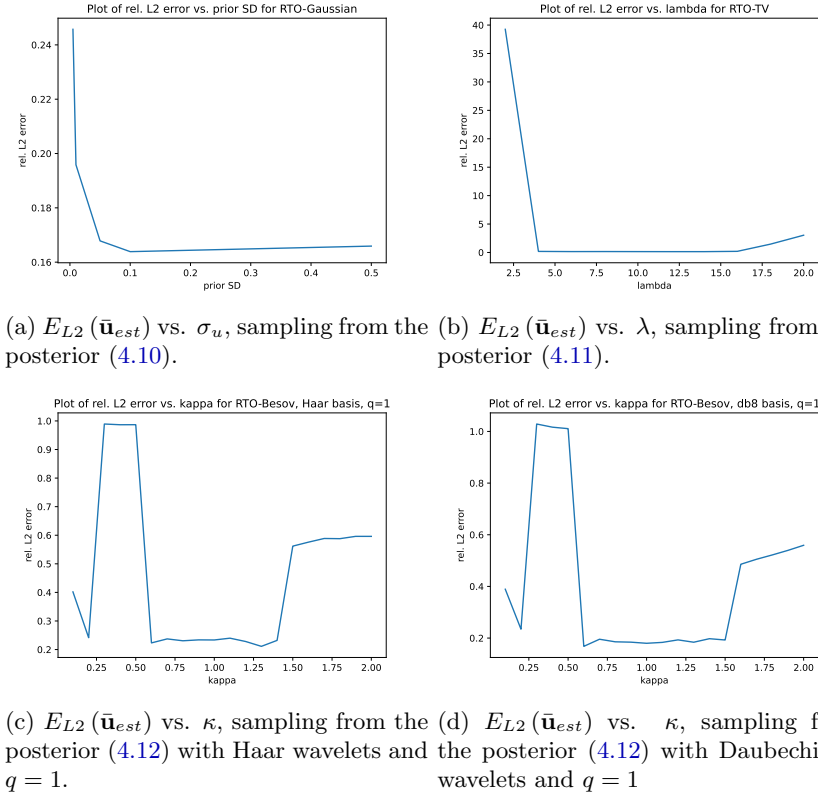 Plot of rel. L2 error vs. prior SD for RTO-Gaussian
0.24
0.22
0.20
0.18
0.16
rel. L2 error
0.0 0.1 0.2 0.3 0.4 0.5
prior SD
Plot of rel. L2 error vs. lambda for RTO-TV
40
35
30
25
20
15
10
5
0
rel. L2 error
2.5 5.0 7.5 10.0 12.5 15.0 17.5 20.0
lambda
(a) E_{L2} (ū_{est}) vs. σ_u, sampling from the
posterior (4.10).
(b) E_{L2} (ū_{est}) vs. λ, sampling from
posterior (4.11).
Plot of rel. L2 error vs. kappa for RTO-Besov, Haar basis, q=1
1.0
0.9
0.8
0.7
0.6
0.5
0.4
0.3
0.2
rel. L2 error
0.25 0.50 0.75 1.00 1.25 1.50 1.75 2.00
kappa
Plot of rel. L2 error vs. kappa for RTO-Besov, db8 basis, q=1
1.0
0.8
0.6
0.4
0.2
rel. L2 error
0.25 0.50 0.75 1.00 1.25 1.50 1.75 2.00
kappa
(c) E_{L2} (ū_{est}) vs. κ, sampling from the
posterior (4.12) with Haar wavelets and
q = 1.
(d) E_{L2} (ū_{est}) vs. κ, sampling f
the posterior (4.12) with Daubechi
wavelets and q = 1